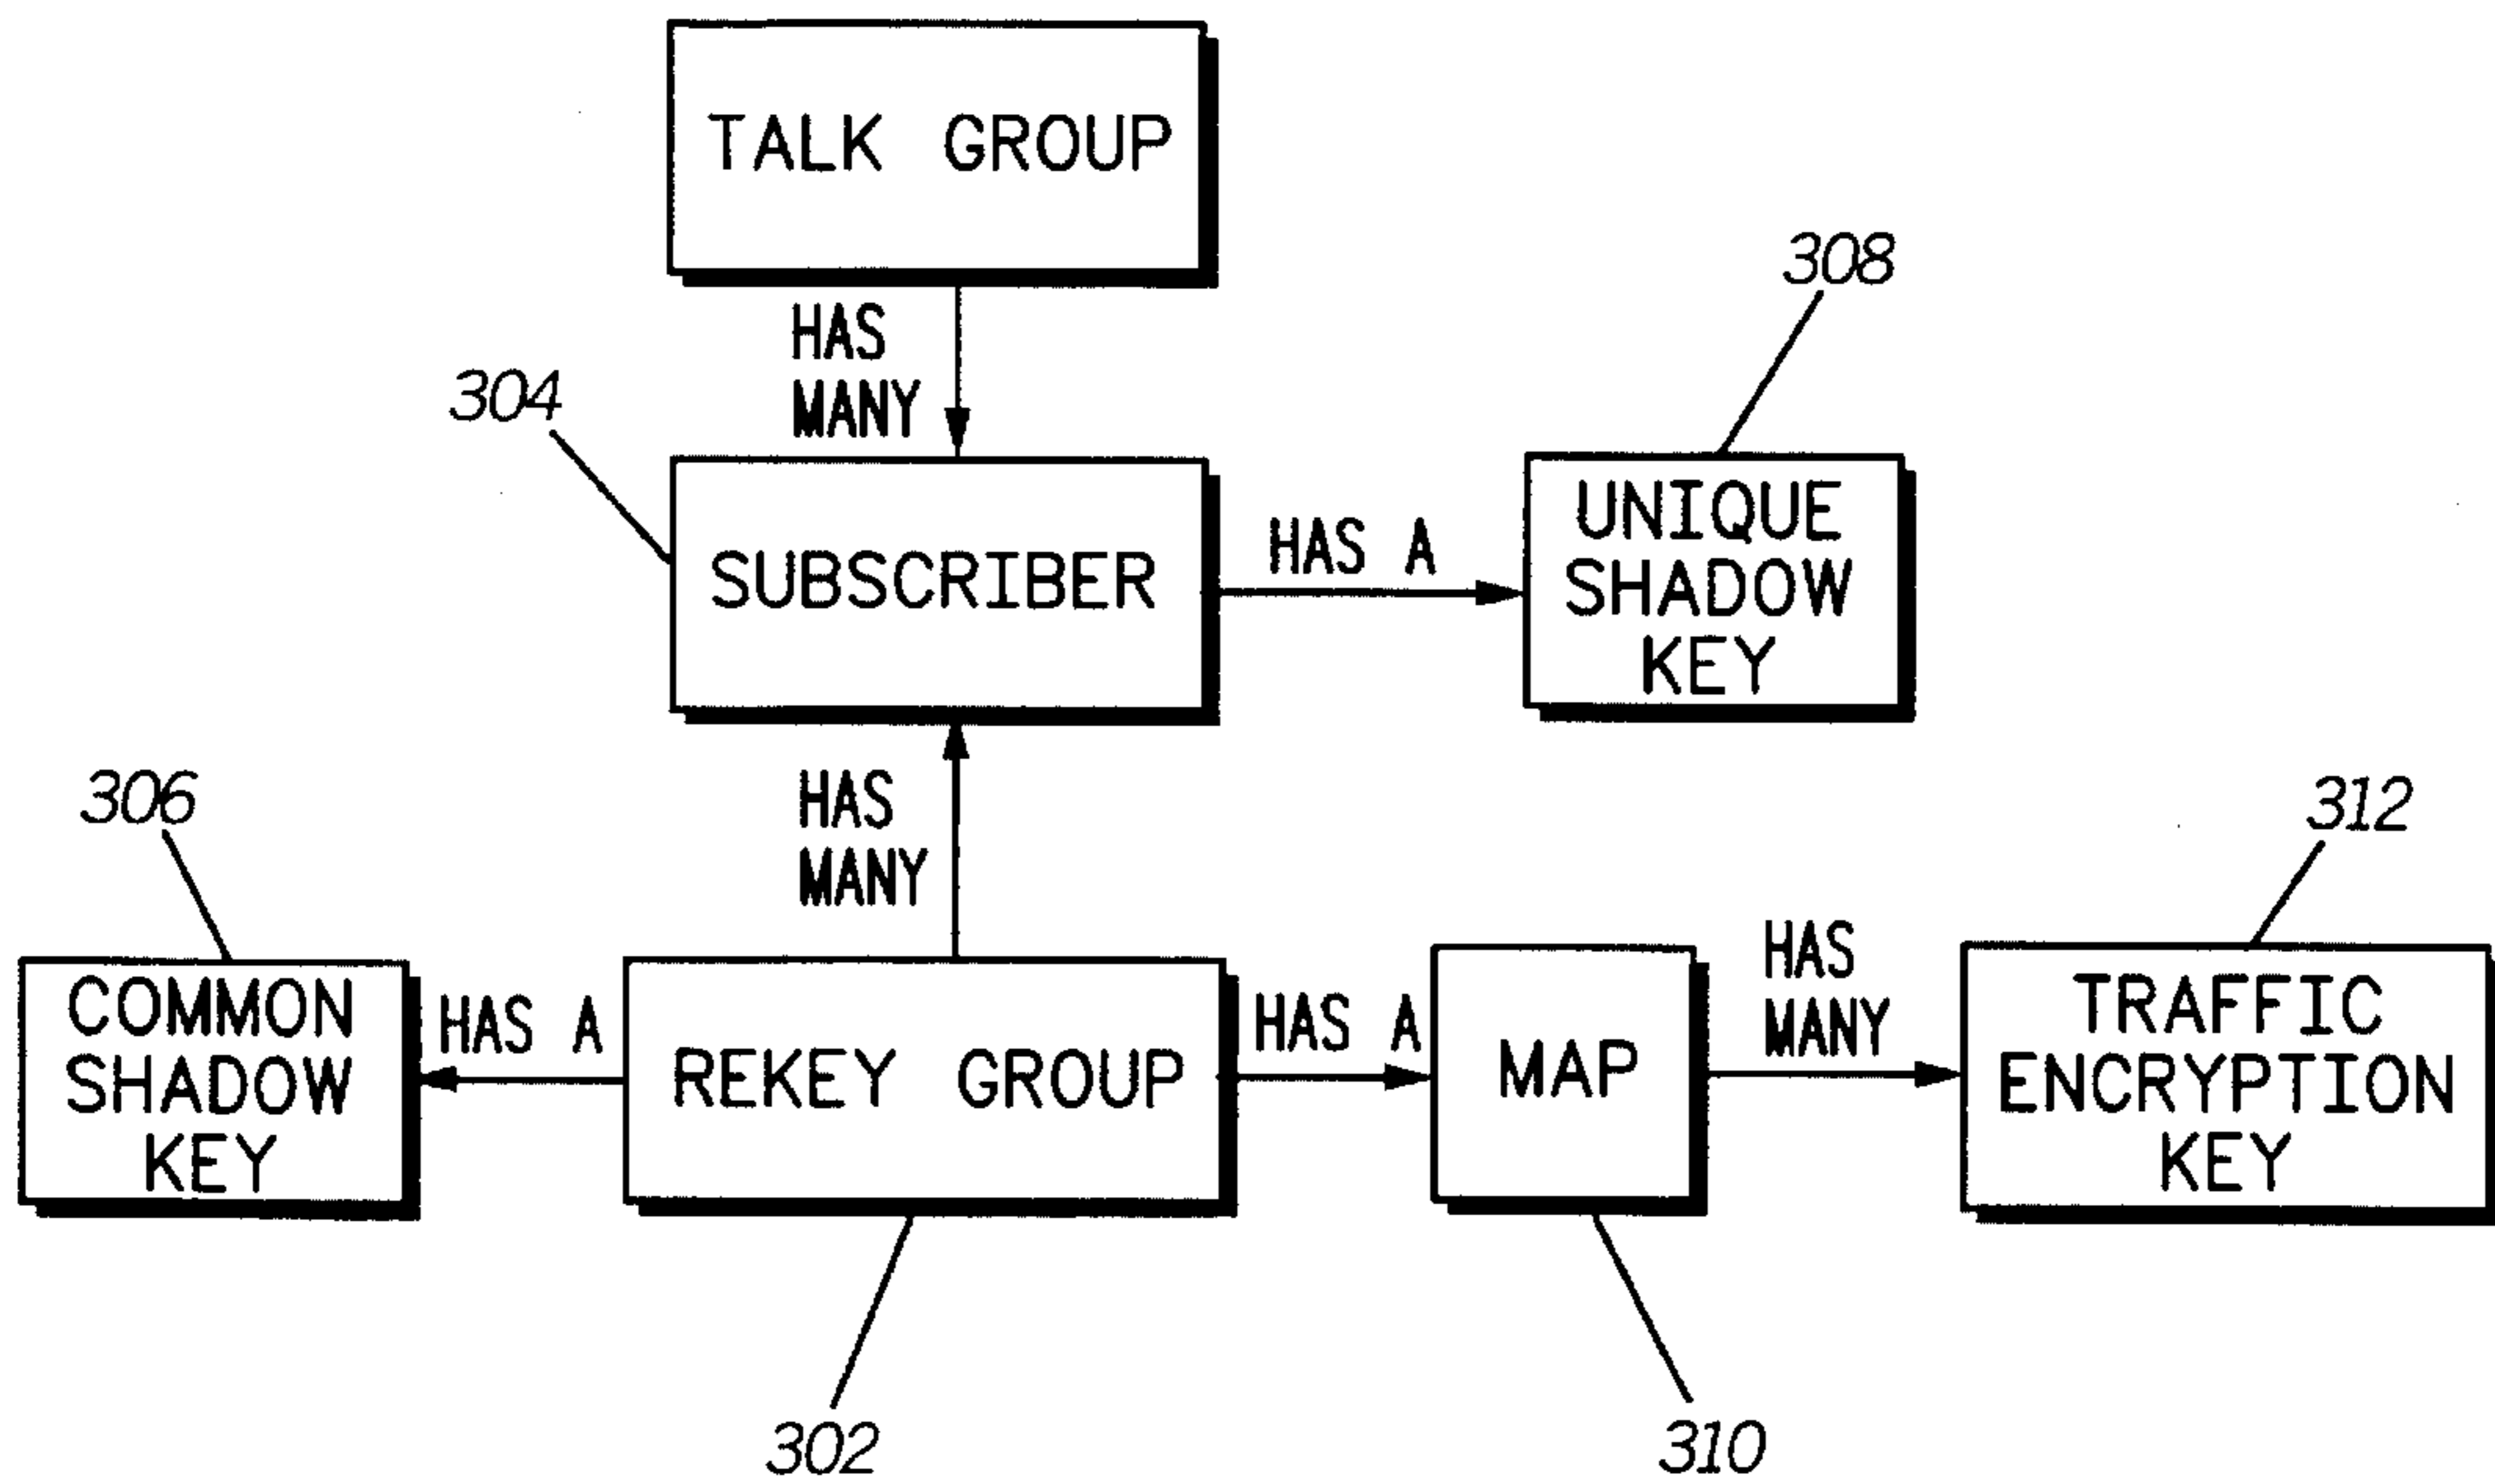 TALK GROUP
308
HAS
MANY
304
SUBSCRIBER
HAS A
UNIQUE
SHADOW
KEY
306
HAS
MANY
312
COMMON
SHADOW
KEY
HAS A
REKEY GROUP
HAS A
MAP
HAS
MANY
TRAFFIC
ENCRYPTION
KEY
302
310